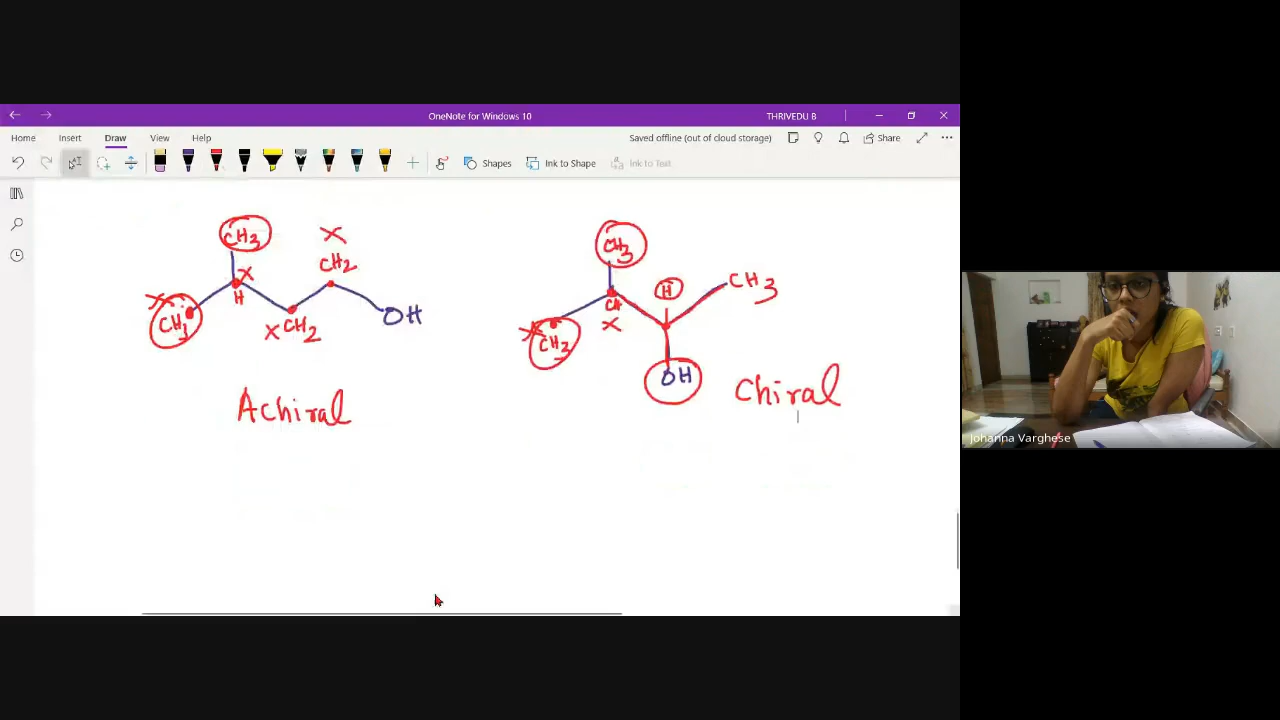 OneNote for Windows 10
THRIVEDU B
Home Insert Draw View Help
Saved offline (out of cloud storage)
Share
Shapes
Ink to Shape
Ink to Text
CH3
X
X
CH2
X
H
CH3
X CH2
OH
Achiral
CH3
H
CH3
CH
X
X
CH3
OH
Chiral
Johanna Varghese